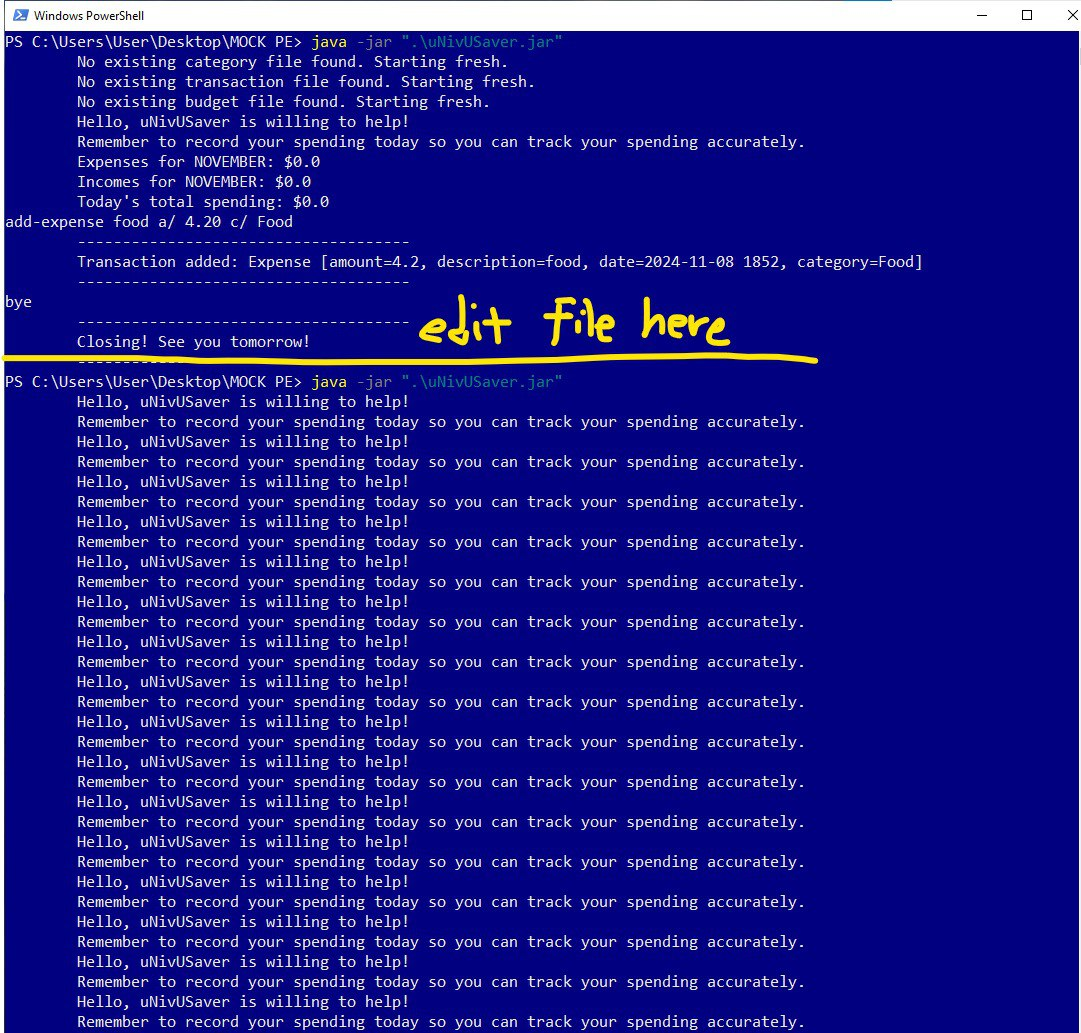 Windows PowerShell
PS C:\Users\User\Desktop\MOCK PE> java -jar ".\uNivUSaver.jar"
No existing category file found. Starting fresh.
No existing transaction file found. Starting fresh.
No existing budget file found. Starting fresh.
Hello, uNivUSaver is willing to help!
Remember to record your spending today so you can track your spending accurately.
Expenses for NOVEMBER: $0.0
Incomes for NOVEMBER: $0.0
Today's total spending: $0.0
add-expense food a/ 4.20 c/ Food
-------------------------------------
Transaction added: Expense [amount=4.2, description=food, date=2024-11-08 1852, category=Food]
-------------------------------------
bye
-------------------------------------
edit file here
Closing! See you tomorrow!
-------------------------------------
PS C:\Users\User\Desktop\MOCK PE> java -jar ".\uNivUSaver.jar"
Hello, uNivUSaver is willing to help!
Remember to record your spending today so you can track your spending accurately.
Hello, uNivUSaver is willing to help!
Remember to record your spending today so you can track your spending accurately.
Hello, uNivUSaver is willing to help!
Remember to record your spending today so you can track your spending accurately.
Hello, uNivUSaver is willing to help!
Remember to record your spending today so you can track your spending accurately.
Hello, uNivUSaver is willing to help!
Remember to record your spending today so you can track your spending accurately.
Hello, uNivUSaver is willing to help!
Remember to record your spending today so you can track your spending accurately.
Hello, uNivUSaver is willing to help!
Remember to record your spending today so you can track your spending accurately.
Hello, uNivUSaver is willing to help!
Remember to record your spending today so you can track your spending accurately.
Hello, uNivUSaver is willing to help!
Remember to record your spending today so you can track your spending accurately.
Hello, uNivUSaver is willing to help!
Remember to record your spending today so you can track your spending accurately.
Hello, uNivUSaver is willing to help!
Remember to record your spending today so you can track your spending accurately.
Hello, uNivUSaver is willing to help!
Remember to record your spending today so you can track your spending accurately.
Hello, uNivUSaver is willing to help!
Remember to record your spending today so you can track your spending accurately.
Hello, uNivUSaver is willing to help!
Remember to record your spending today so you can track your spending accurately.
Hello, uNivUSaver is willing to help!
Remember to record your spending today so you can track your spending accurately.
Hello, uNivUSaver is willing to help!
Remember to record your spending today so you can track your spending accurately.